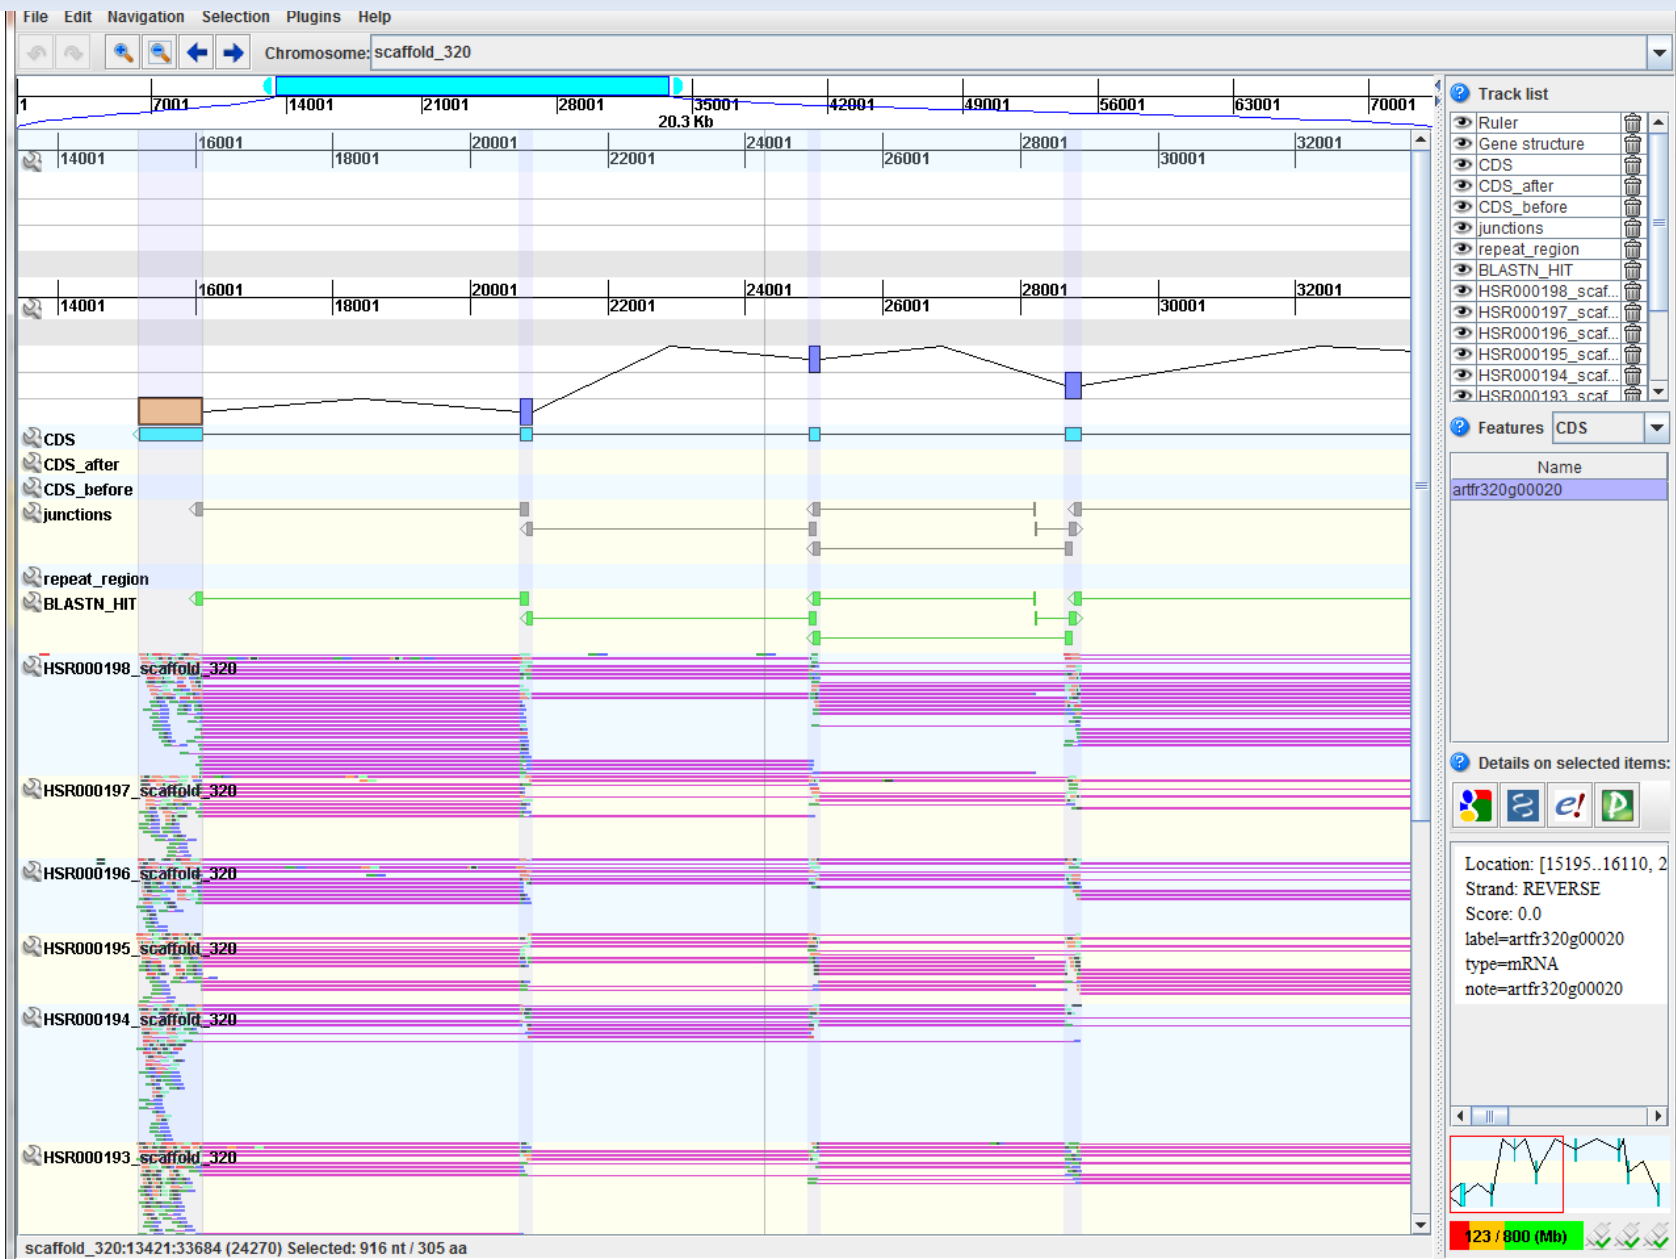 File Edit Navigation Selection Plugins Help
Chromosome: scaffold_320
1 7001 14001 21001 28001 35001 42001 49001 56001 63001 70001
20.3 Kb
16001 20001 24001 28001 32001
14001 18001 22001 26001 30001
16001 20001 24001 28001 32001
14001 18001 22001 26001 30001
CDS
CDS_after
CDS_before
junctions
repeat_region
BLASTN_HIT
HSR000198_scaffold_320
HSR000197_scaffold_320
HSR000196_scaffold_320
HSR000195_scaffold_320
HSR000194_scaffold_320
HSR000193_scaffold_320
scaffold_320:13421:33684 (24270) Selected: 916 nt / 305 aa
Track list
Ruler
Gene structure
CDS
CDS_after
CDS_before
junctions
repeat_region
BLASTN_HIT
HSR000198_scaf...
HSR000197_scaf...
HSR000196_scaf...
HSR000195_scaf...
HSR000194_scaf...
HSR000193_scaf
Features CDS
Name
artfr320g00020
Details on selected items:
e!
P
Location: [15195..16110, 2
Strand: REVERSE
Score: 0.0
label=artfr320g00020
type=mRNA
note=artfr320g00020
123 / 800 (Mb)